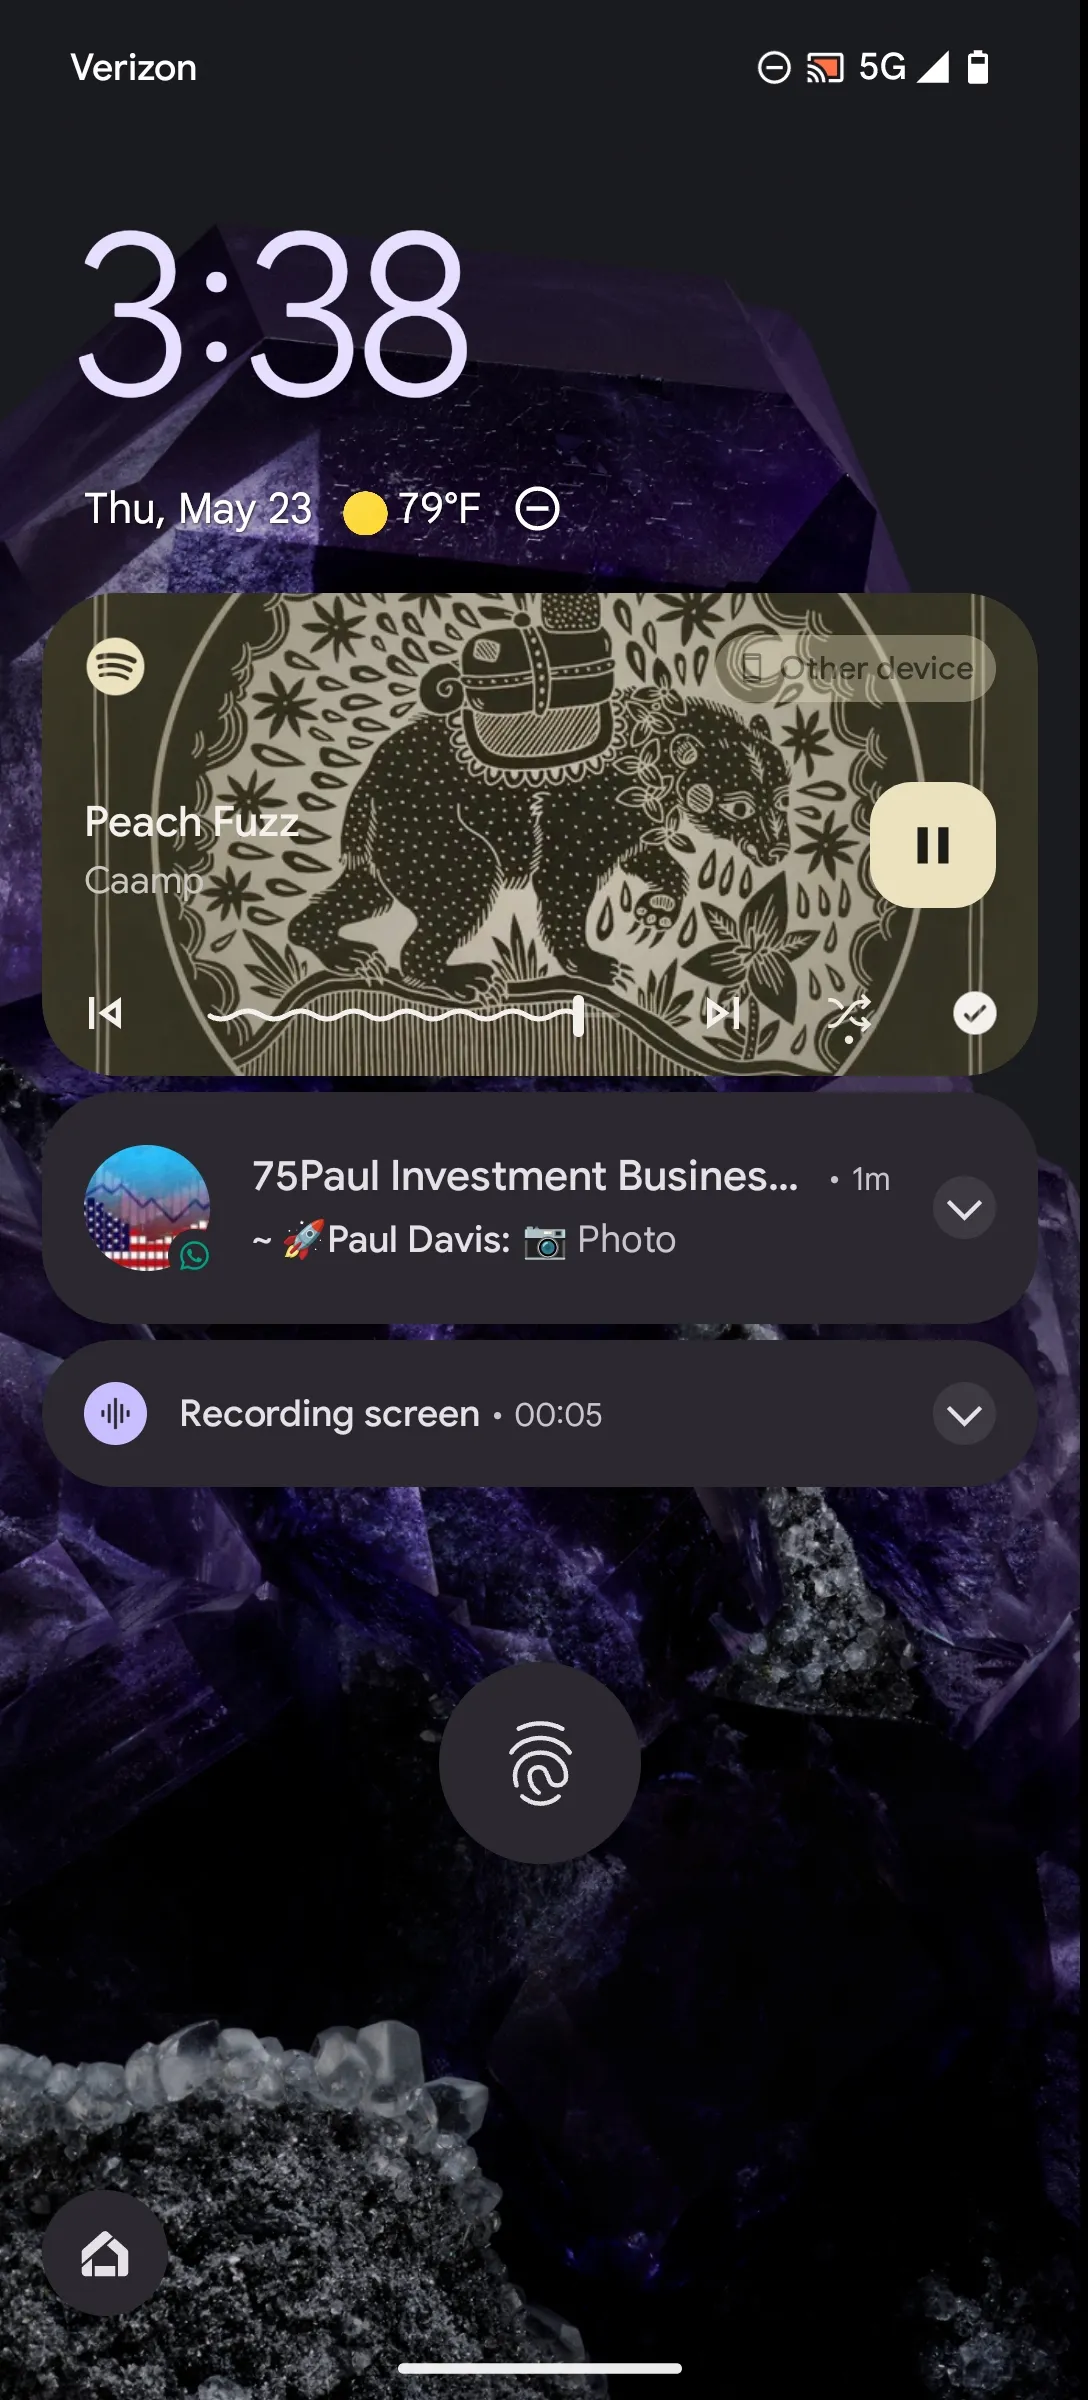 Verizon
5G
3:38
Thu, May 23 79°F
Other device
Peach Fuzz
Caamp
75Paul Investment Busines... • 1m
~ 🚀Paul Davis: 📷 Photo
Recording screen • 00:05